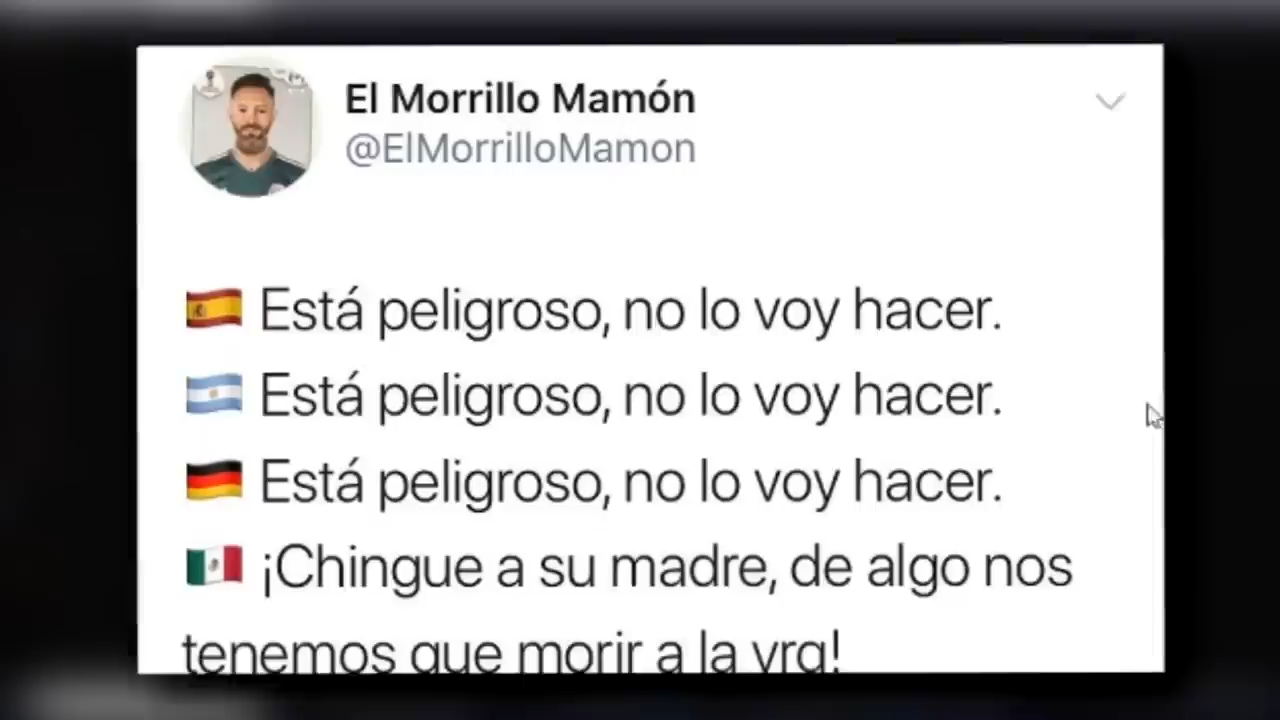 El Morrillo Mamón
@ElMorrilloMamon
🇪🇸 Está peligroso, no lo voy hacer.
🇦🇷 Está peligroso, no lo voy hacer.
🇩🇪 Está peligroso, no lo voy hacer.
🇲🇽 ¡Chingue a su madre, de algo nos
tenemos que morir a la vrg!